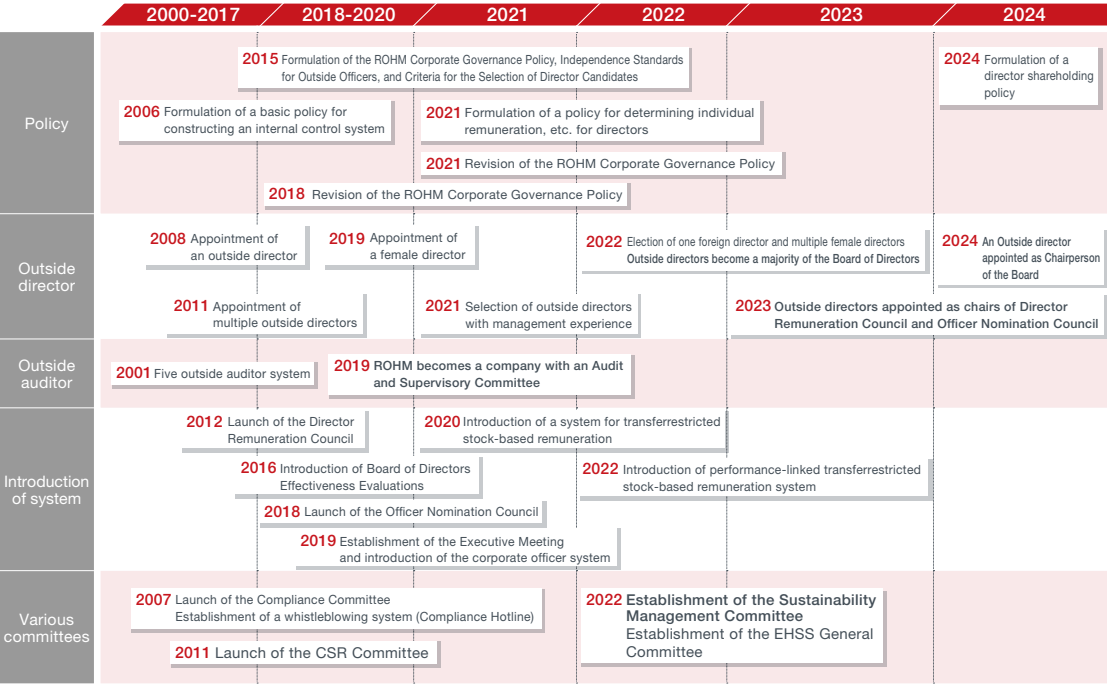 2000-2017 2018-2020 2021 2022 2023 2024
Policy
2015 Formulation of the ROHM Corporate Governance Policy, Independence Standards
for Outside Officers, and Criteria for the Selection of Director Candidates
2024 Formulation of a
director shareholding
policy
2006 Formulation of a basic policy for
constructing an internal control system
2021 Formulation of a policy for determining individual
remuneration, etc. for directors
2021 Revision of the ROHM Corporate Governance Policy
2018 Revision of the ROHM Corporate Governance Policy
Outside
director
2008 Appointment of
an outside director
2019 Appointment of
a female director
2022 Election of one foreign director and multiple female directors
Outside directors become a majority of the Board of Directors
2024 An Outside director
appointed as Chairperson
of the Board
2011 Appointment of
multiple outside directors
2021 Selection of outside directors
with management experience
2023 Outside directors appointed as chairs of Director
Remuneration Council and Officer Nomination Council
Outside
auditor
2001 Five outside auditor system
2019 ROHM becomes a company with an Audit
and Supervisory Committee
Introduction
of system
2012 Launch of the Director
Remuneration Council
2020 Introduction of a system for transferrestricted
stock-based remuneration
2016 Introduction of Board of Directors
Effectiveness Evaluations
2022 Introduction of performance-linked transferrestricted
stock-based remuneration system
2018 Launch of the Officer Nomination Council
2019 Establishment of the Executive Meeting
and introduction of the corporate officer system
Various
committees
2007 Launch of the Compliance Committee
Establishment of a whistleblowing system (Compliance Hotline)
2022 Establishment of the Sustainability
Management Committee
Establishment of the EHSS General
Committee
2011 Launch of the CSR Committee